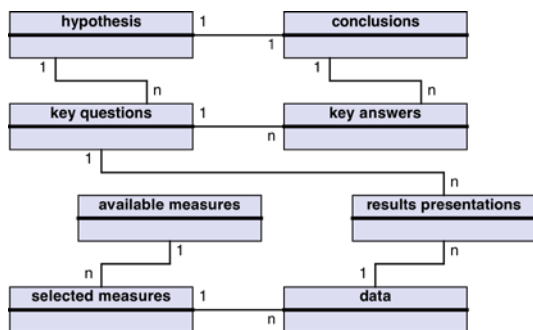 hypothesis 1 conclusions
1
1 1
n n
key questions 1 key answers
n
1
n
available measures results presentations
1 n
n 1
selected measures 1 data
n